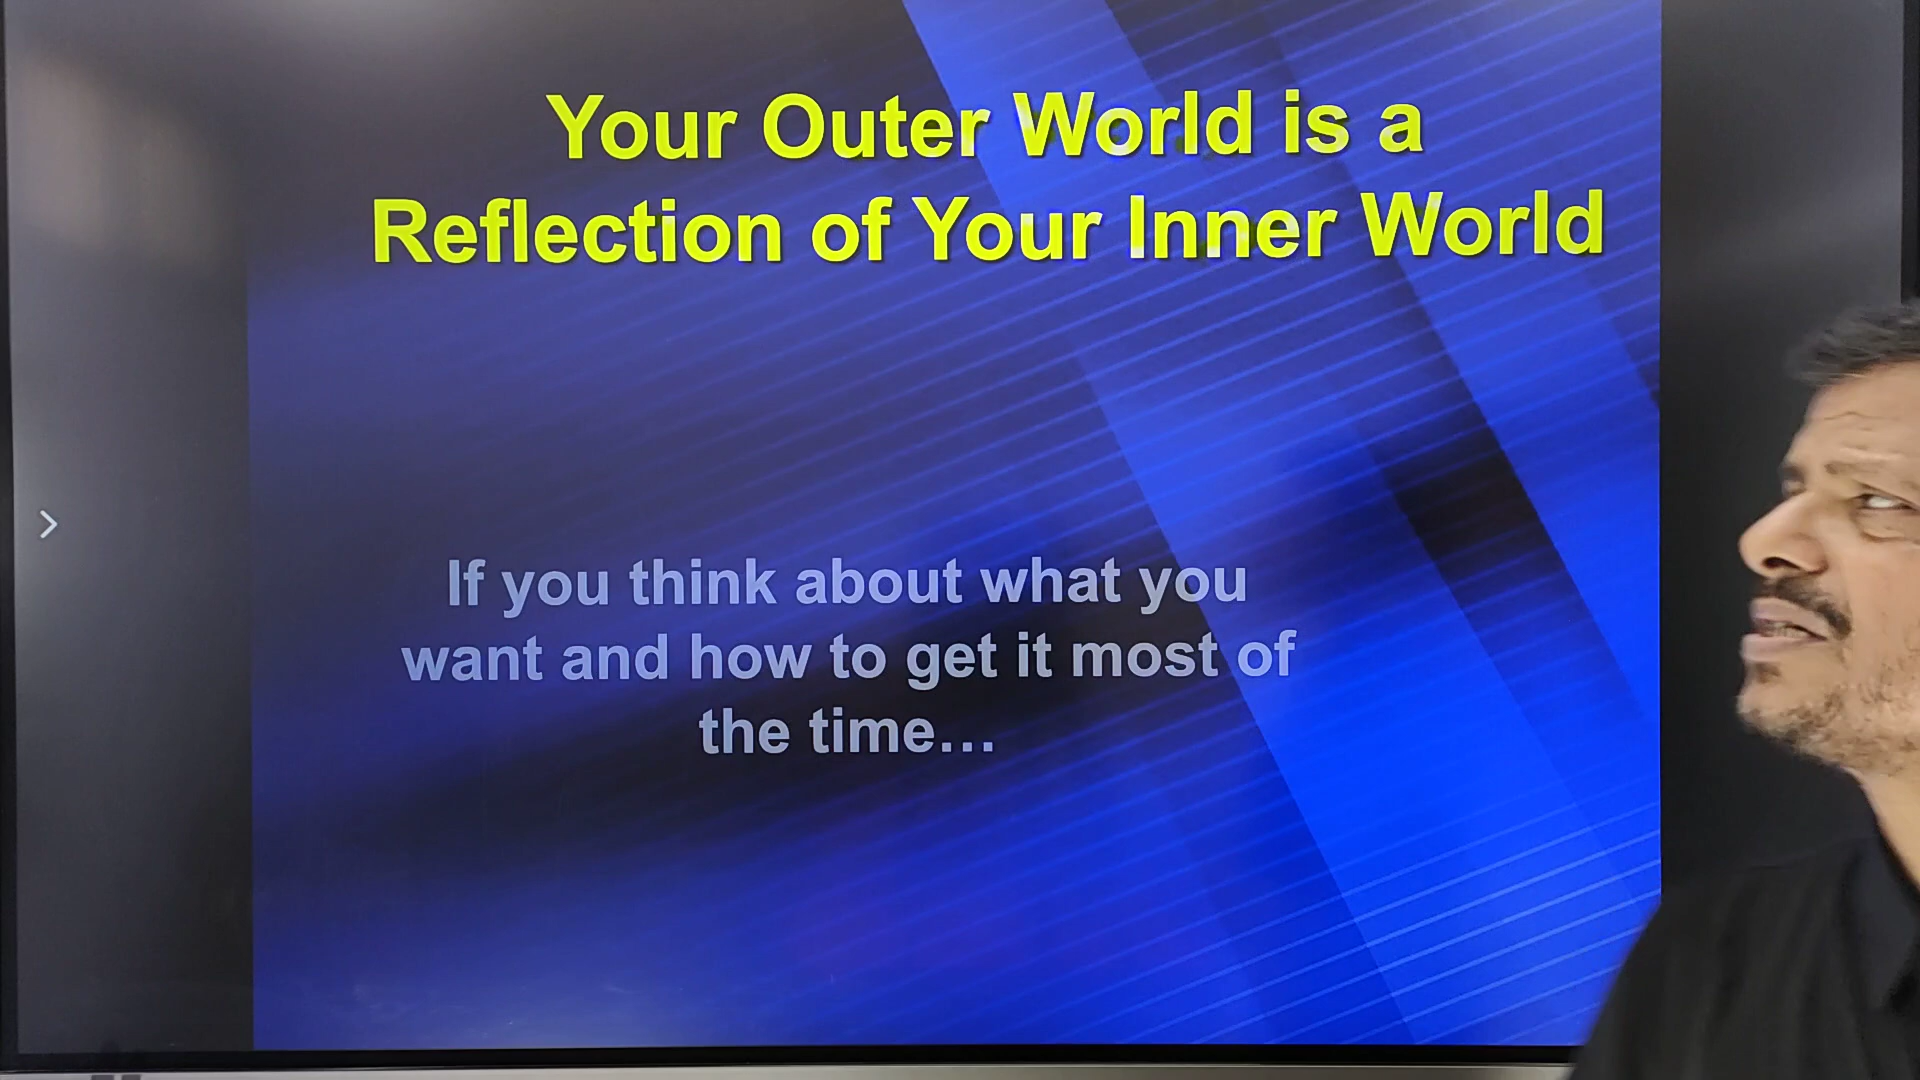 Your Outer World is a
Reflection of Your Inner World
If you think about what you
want and how to get it most of
the time...